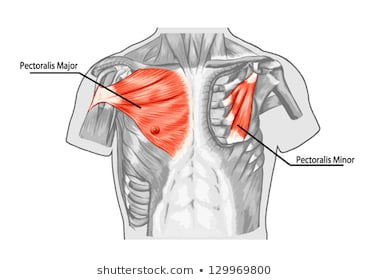 Pectoralis Major
Pectoralis Minor
shutterstock • 129969800